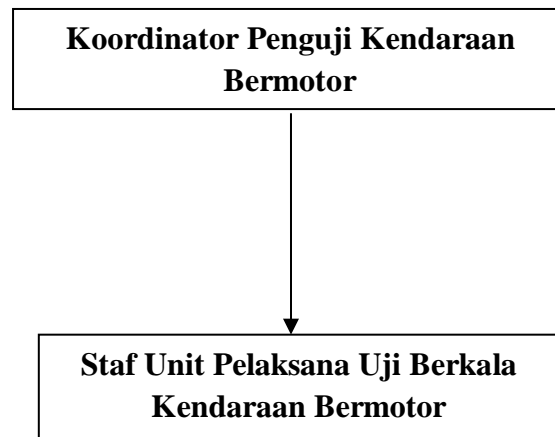 Koordinator Penguji Kendaraan
Bermotor
Staf Unit Pelaksana Uji Berkala
Kendaraan Bermotor